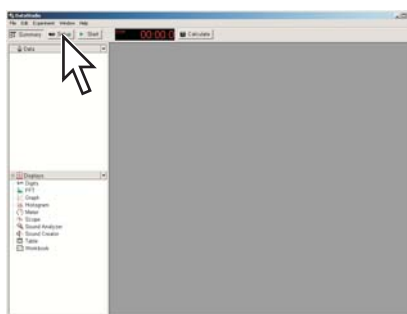 DataStudio
File Edit Experiment Window Help
Summary Setup Start 00:00.0 Calculate
Data
Displays
Digits
FFT
Graph
Histogram
Meter
Scope
Sound Analyzer
Sound Creator
Table
Workbook